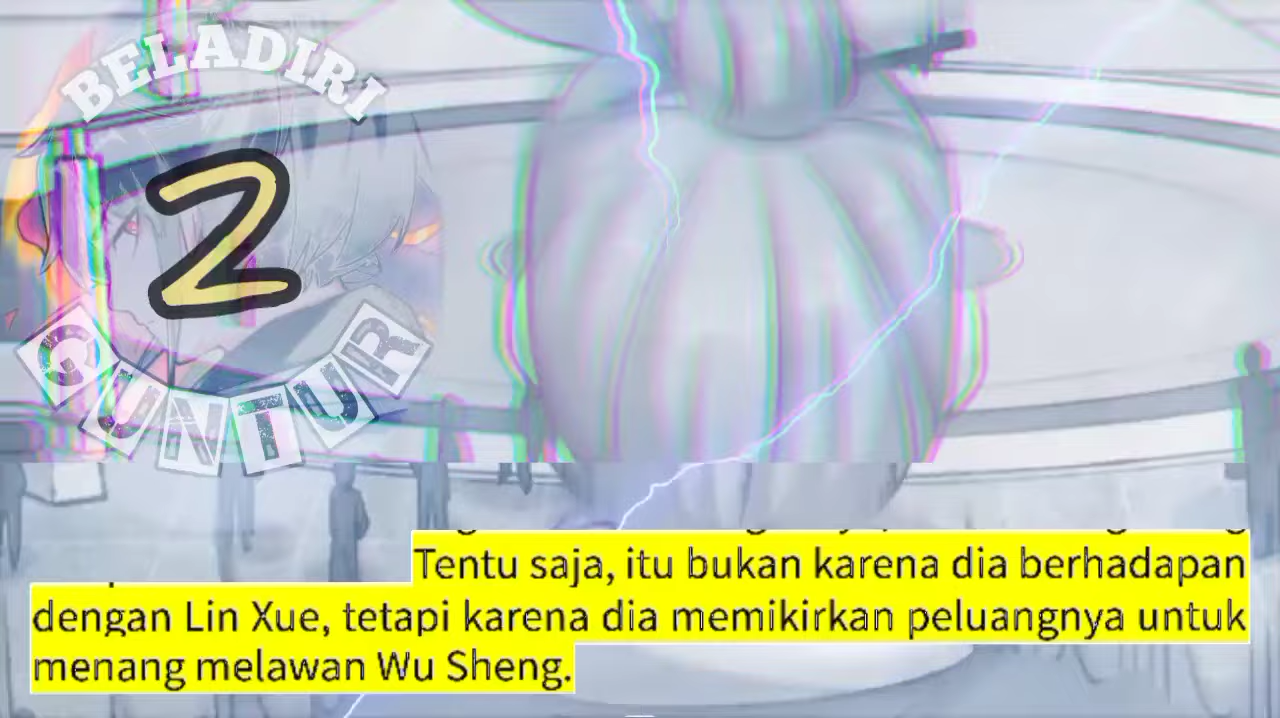 BELADIRI
2
GUNTUR
Tentu saja, itu bukan karena dia berhadapan
dengan Lin Xue, tetapi karena dia memikirkan peluangnya untuk
menang melawan Wu Sheng.